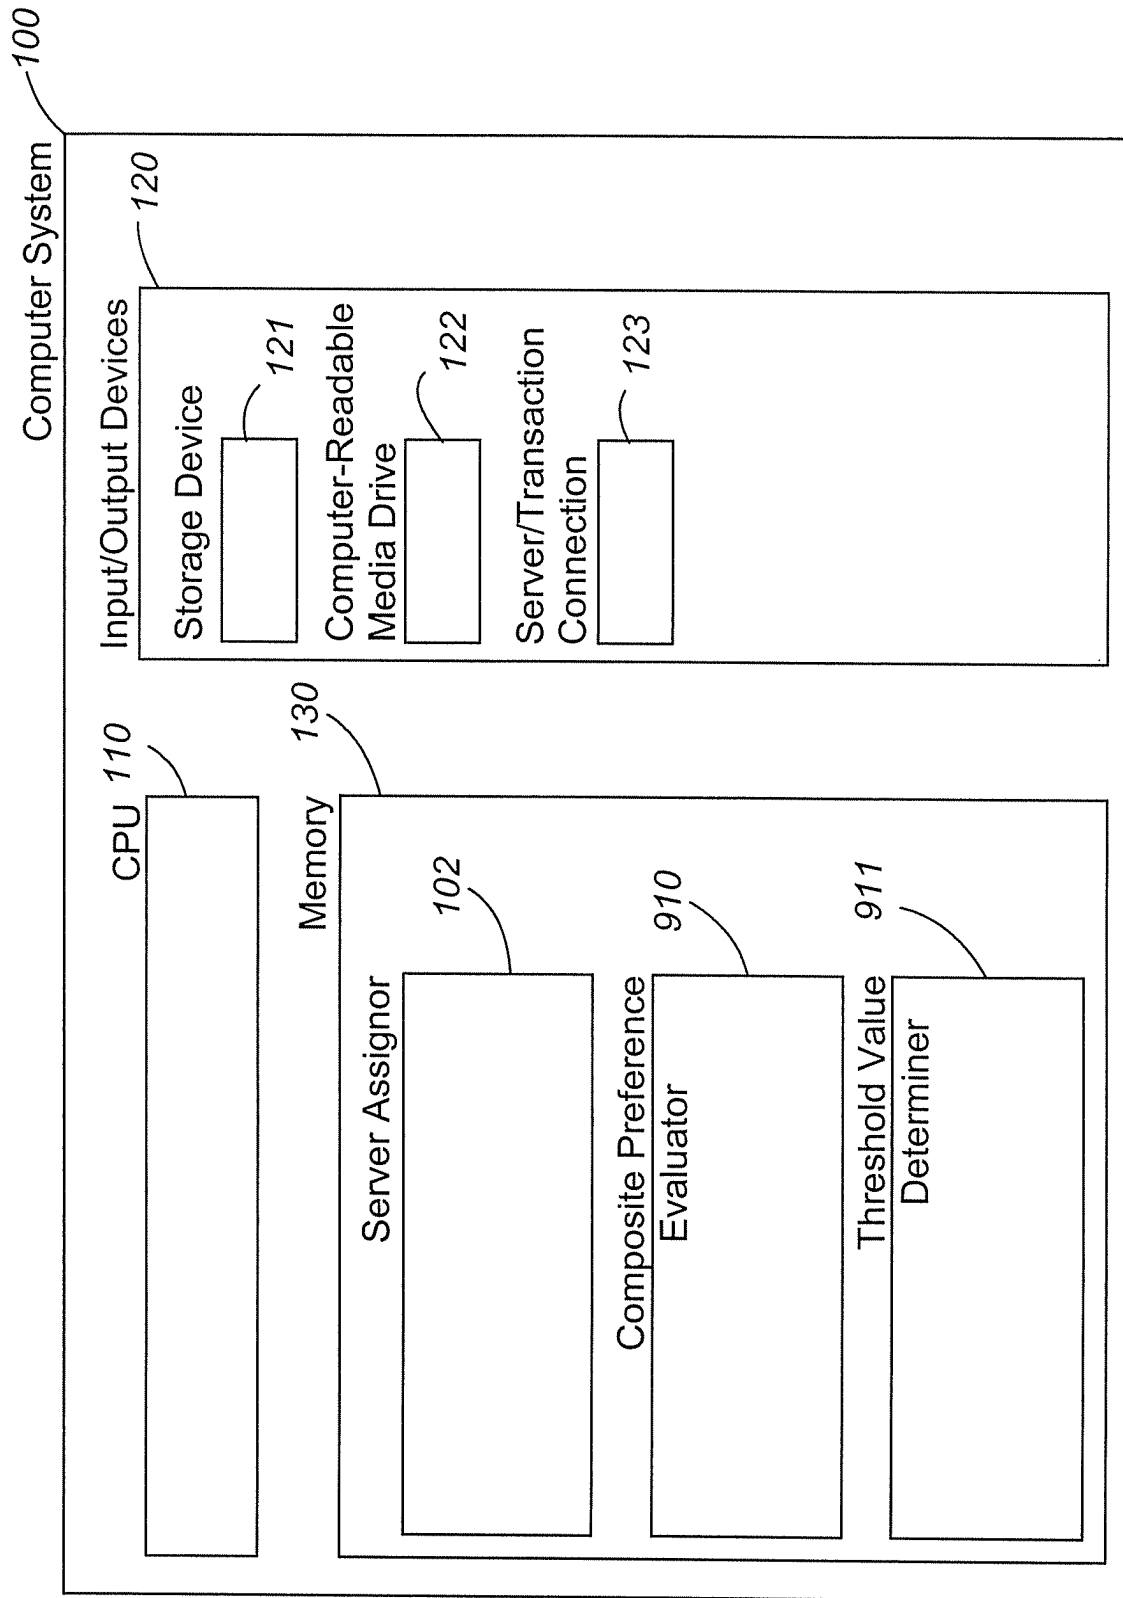 Computer System
100
CPU
110
Memory
130
Server Assignor
102
Composite Preference
Evaluator
910
Threshold Value
Determiner
911
Input/Output Devices
120
Storage Device
121
Computer-Readable
Media Drive
122
Server/Transaction
Connection
123